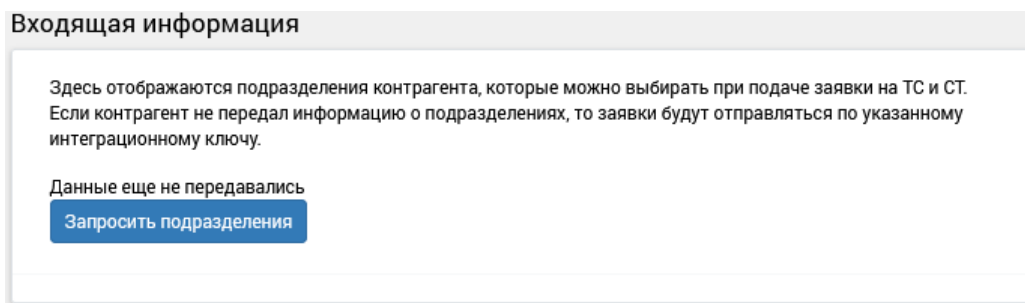 Входящая информация
Здесь отображаются подразделения контрагента, которые можно выбирать при подаче заявки на ТС и СТ.
Если контрагент не передал информацию о подразделениях, то заявки будут отправляться по указанному
интеграционному ключу.
Данные еще не передавались
Запросить подразделения